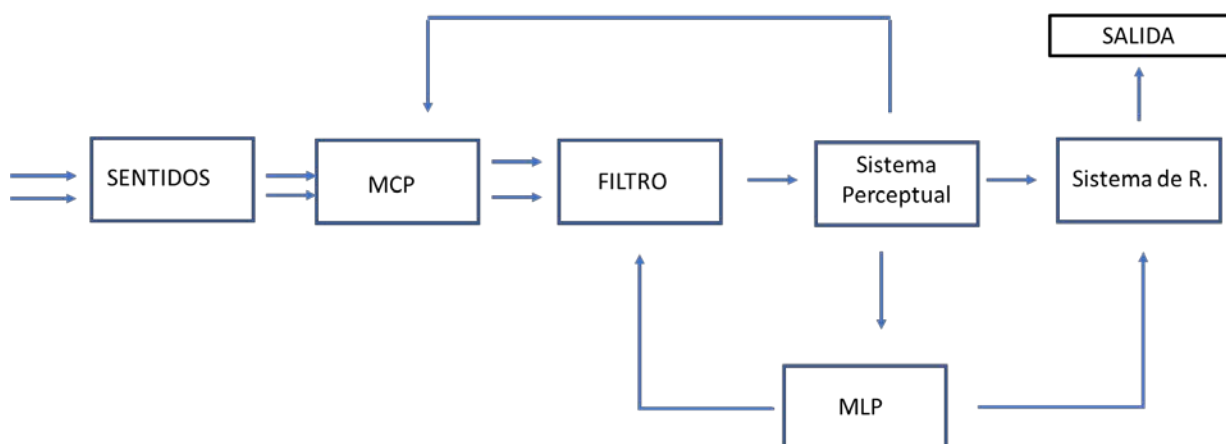 SALIDA
SENTIDOS
MCP
FILTRO
Sistema
Perceptual
Sistema de R.
MLP